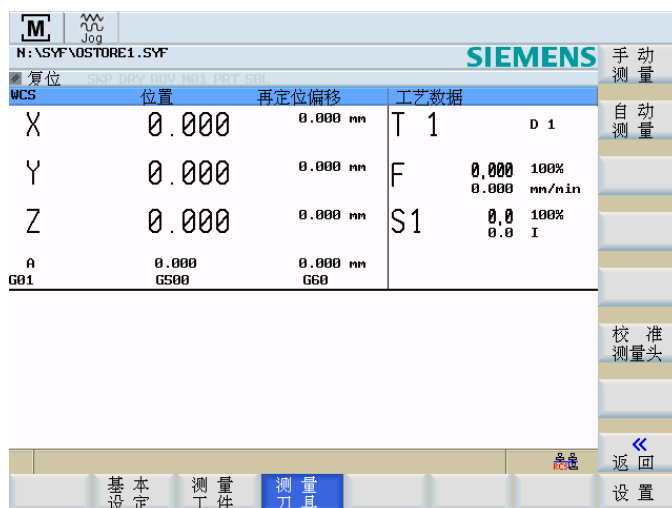 M Jog
N:\SYF\0STORE1.SYF SIEMENS
复位 SKP DRY ROV M01 PRT SBL
WCS 位置 再定位偏移 工艺数据
X 0.000 0.000 mm T 1 D 1
Y 0.000 0.000 mm F 0.000 100%
0.000 mm/min
Z 0.000 0.000 mm S1 0.0 100%
0.0 I
A 0.000 0.000 mm
G01 G500 G60
手动测量
自动测量
校准测量头
RCS
«
返回
基本设定 测量工件 测量刀具 设置